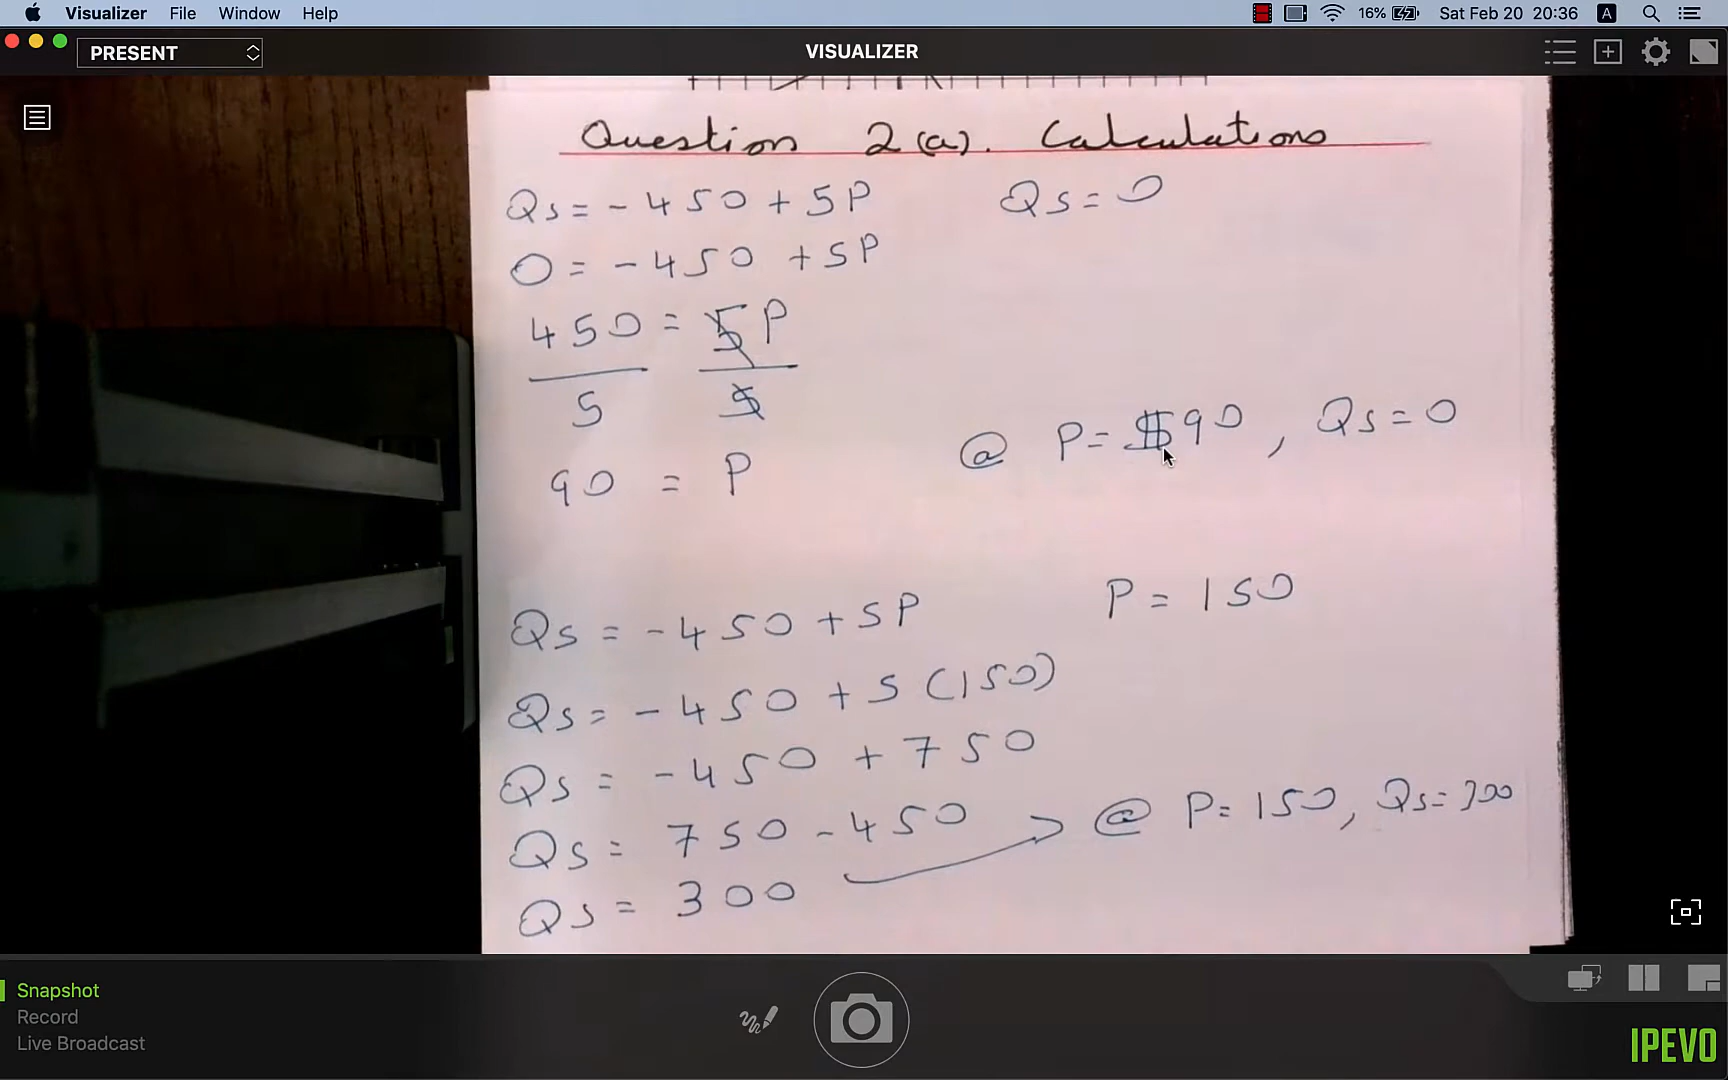 Visualizer File Window Help 16% Sat Feb 20 20:36 A
PRESENT VISUALIZER
Question 2(a). Calculations
Qs = - 450 + 5P Qs = 0
0 = - 450 + 5P
450 = 5P
5 5
@ P = $90, Qs = 0
90 = P
Qs = - 450 + 5P P = 150
Qs = - 450 + 5 (150)
Qs = - 450 + 750
Qs = 750 - 450 @ P = 150, Qs = 300
Qs = 300
Snapshot
Record
Live Broadcast
IPEVO